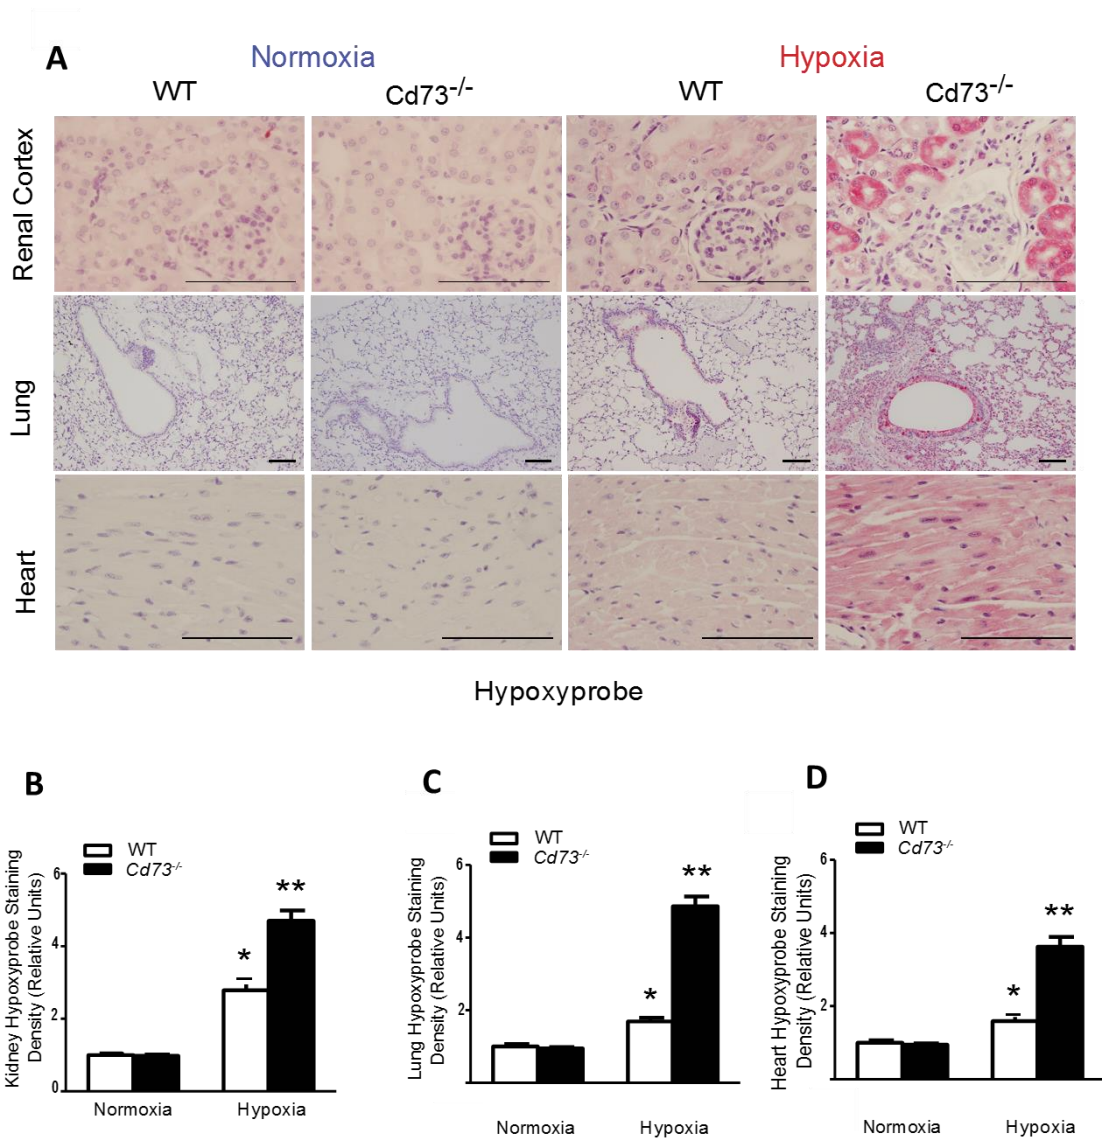 A
Normoxia
Hypoxia
WT
Cd73-/-
WT
Cd73-/-
Renal Cortex
Lung
Heart
Hypoxyprobe
B
WT
Cd73-/-
Kidney Hypoxyprobe Staining
Density (Relative Units)
6
4
2
0
*
**
Normoxia
Hypoxia
C
WT
Cd73-/-
Lung Hypoxyprobe Staining
Density (Relative Units)
6
4
2
*
**
Normoxia
Hypoxia
D
WT
Cd73-/-
Heart Hypoxyprobe Staining
Density (Relative Units)
6
4
2
*
**
Normoxia
Hypoxia